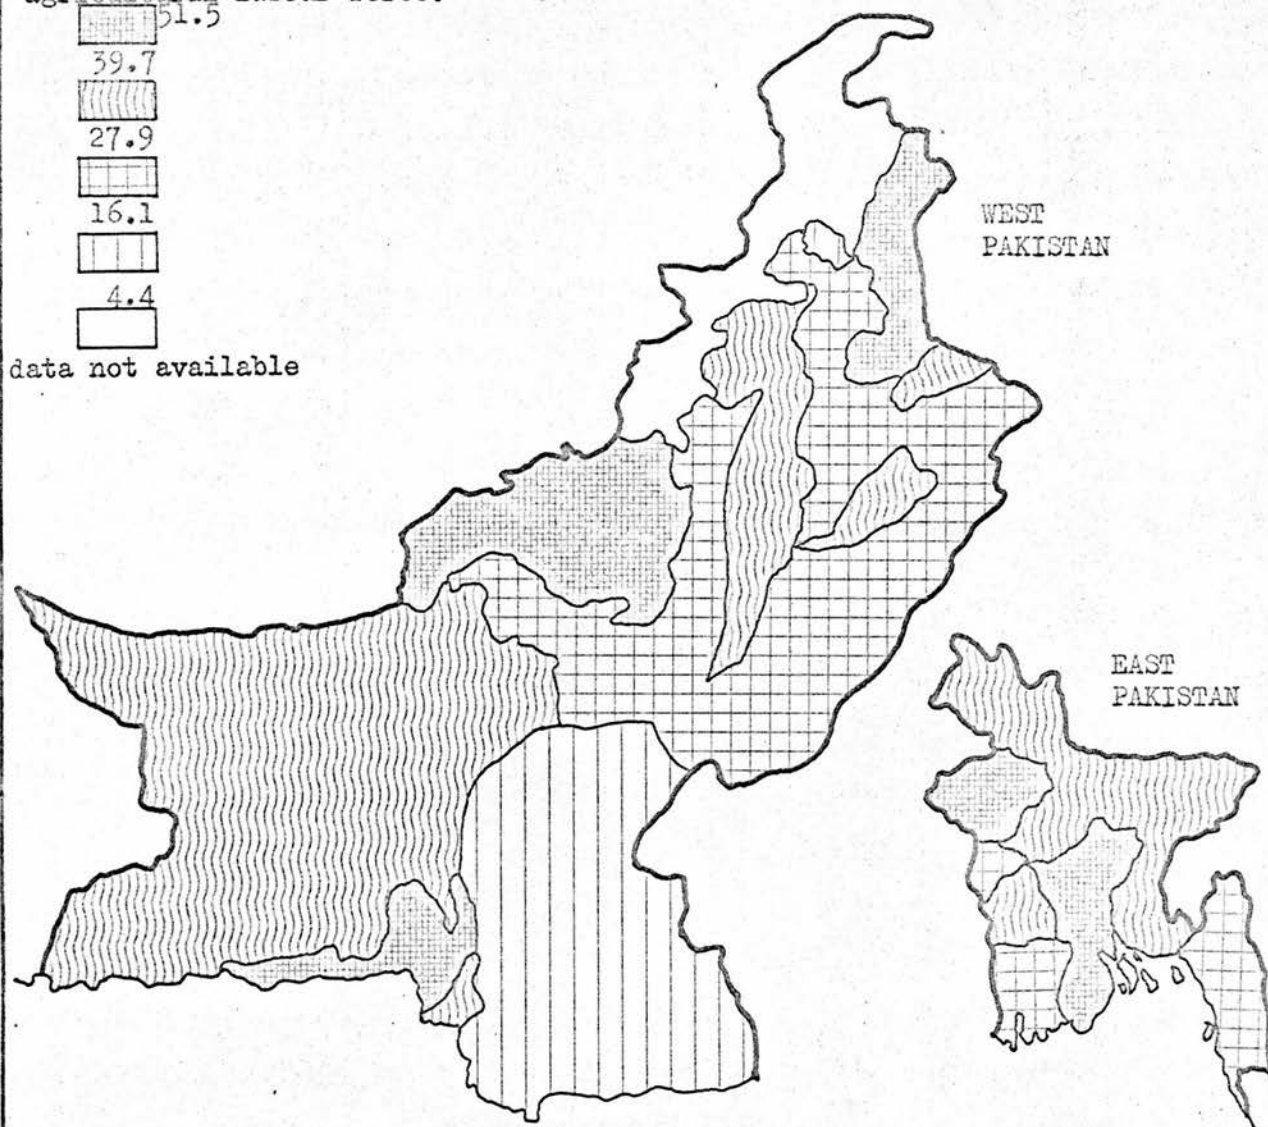 51.5
39.7
27.9
16.1
4.4
data not available
WEST
PAKISTAN
EAST
PAKISTAN